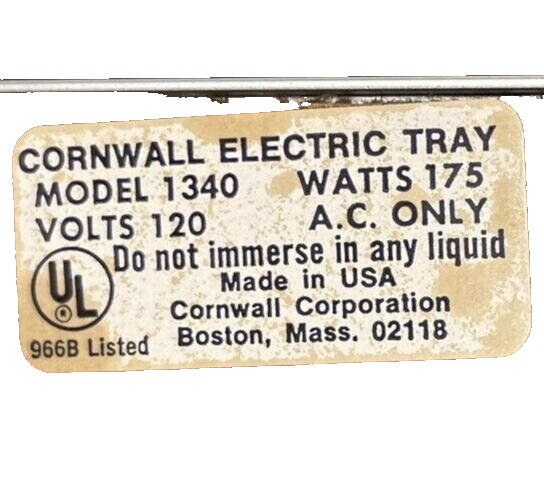 CORNWALL ELECTRIC TRAY
MODEL 1340 WATTS 175
VOLTS 120 A.C. ONLY
Do not immerse in any liquid
UL ®
Made in USA
Cornwall Corporation
966B Listed Boston, Mass. 02118